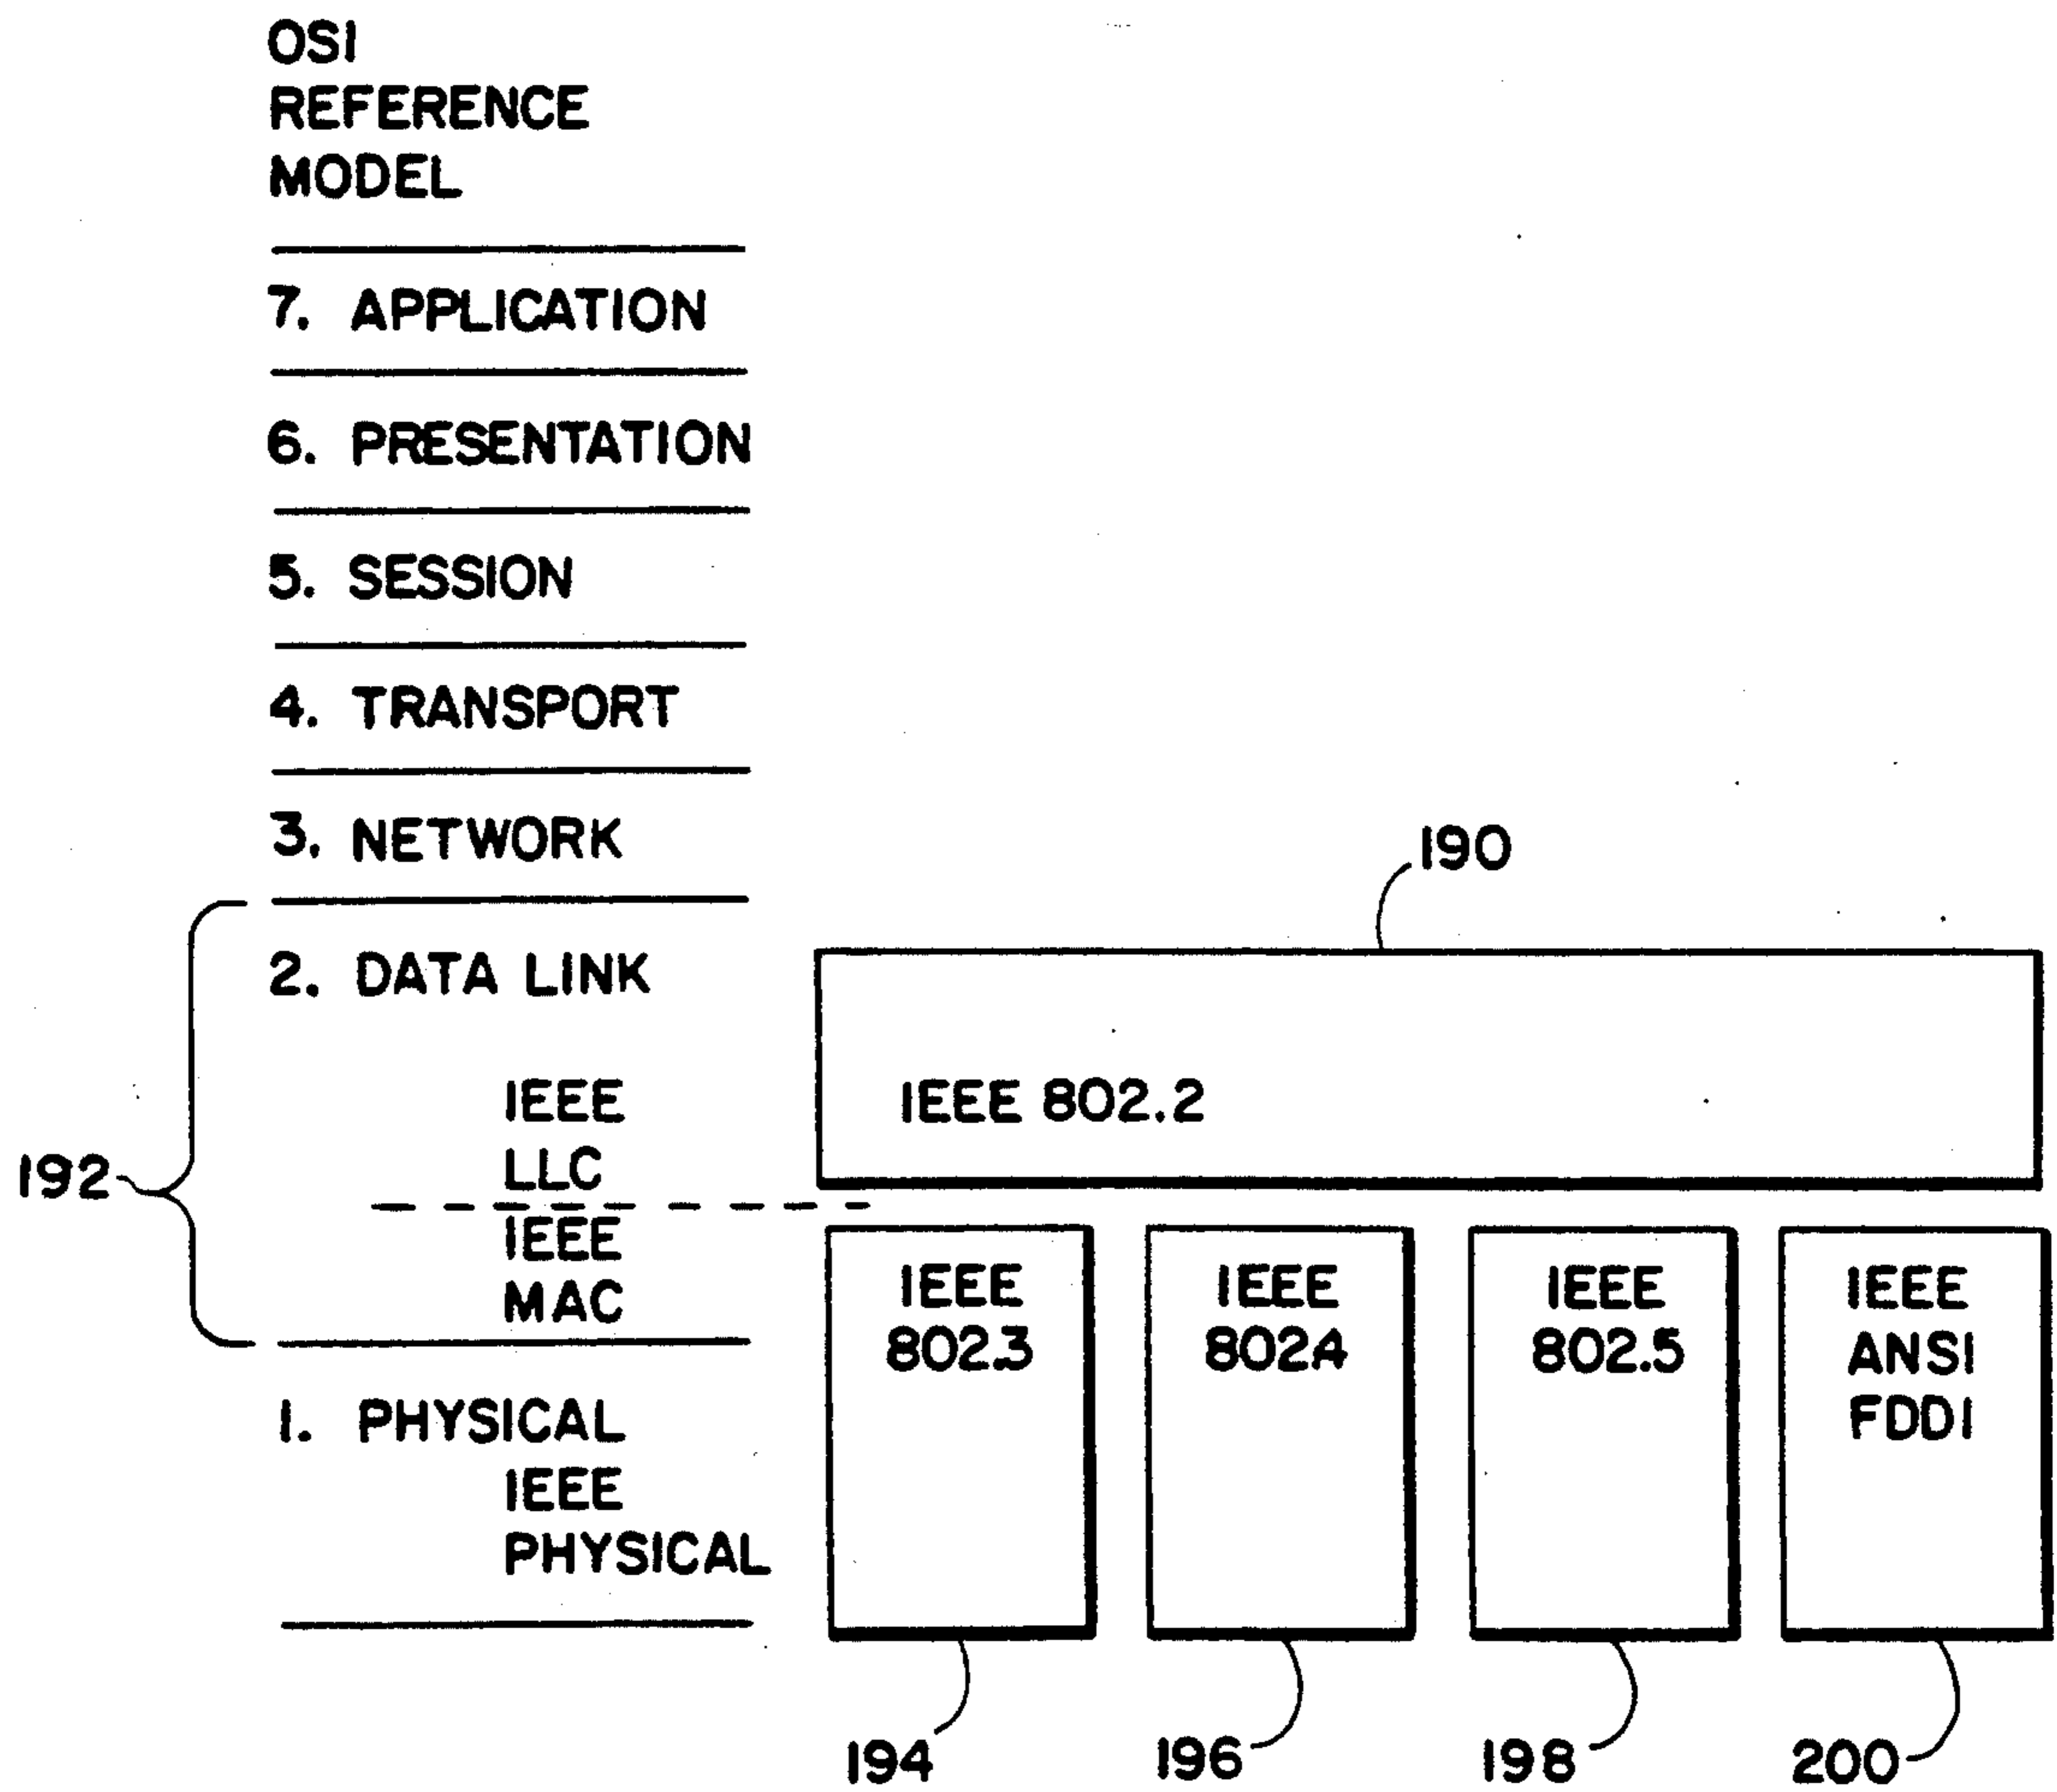 OSI
REFERENCE
MODEL
7. APPLICATION
6. PRESENTATION
5. SESSION
4. TRANSPORT
3. NETWORK
190
2. DATA LINK
IEEE
LLC
IEEE 802.2
192
IEEE
MAC
IEEE
802.3
IEEE
802.4
IEEE
802.5
IEEE
ANSI
FDDI
1. PHYSICAL
IEEE
PHYSICAL
194
196
198
200